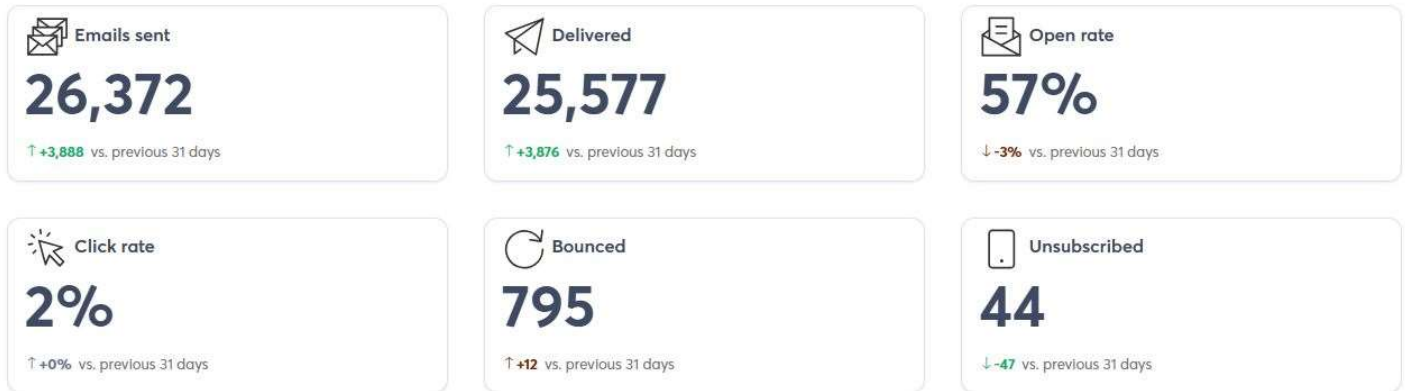 Emails sent
26,372
↑+3,888 vs. previous 31 days
Delivered
25,577
↑+3,876 vs. previous 31 days
Open rate
57%
↓-3% vs. previous 31 days
Click rate
2%
↑+0% vs. previous 31 days
Bounced
795
↑+12 vs. previous 31 days
Unsubscribed
44
↓-47 vs. previous 31 days